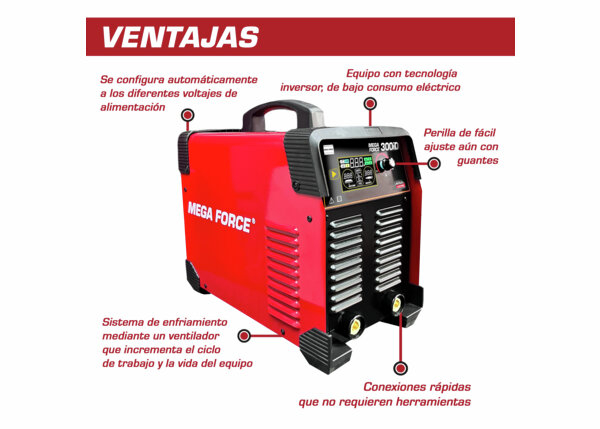 VENTAJAS
Se configura automáticamente
a los diferentes voltajes de
alimentación
Equipo con tecnología
inversor, de bajo consumo eléctrico
Perilla de fácil
ajuste aún con
guantes
MEGA
FORCE 300iD
MEGA FORCE®
Sistema de enfriamiento
mediante un ventilador
que incrementa el ciclo
de trabajo y la vida del equipo
Conexiones rápidas
que no requieren herramientas